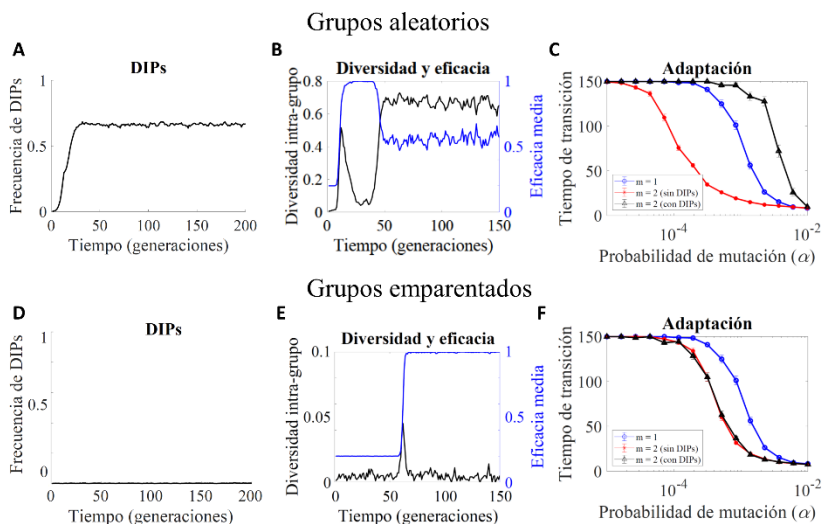 Grupos aleatorios
A
DIPs
Frecuencia de DIPs
1
0.5
0
0
50
100
150
200
Tiempo (generaciones)
B
Diversidad y eficacia
Diversidad intra-grupo
0.8
0.6
0.4
0.2
0
0
50
100
150
1
0.5
0
Eficacia media
Tiempo (generaciones)
C
Adaptación
Tiempo de transición
150
100
50
0
m = 1
m = 2 (sin DIPs)
m = 2 (con DIPs)
10-4
10-2
Probabilidad de mutación (α)
Grupos emparentados
D
DIPs
Frecuencia de DIPs
1
0.5
0
0
50
100
150
200
Tiempo (generaciones)
E
Diversidad y eficacia
Diversidad intra-grupo
0.1
0.05
0
0
50
100
150
1
0.5
0
Eficacia media
Tiempo (generaciones)
F
Adaptación
Tiempo de transición
150
100
50
0
m = 1
m = 2 (sin DIPs)
m = 2 (con DIPs)
10-4
10-2
Probabilidad de mutación (α)